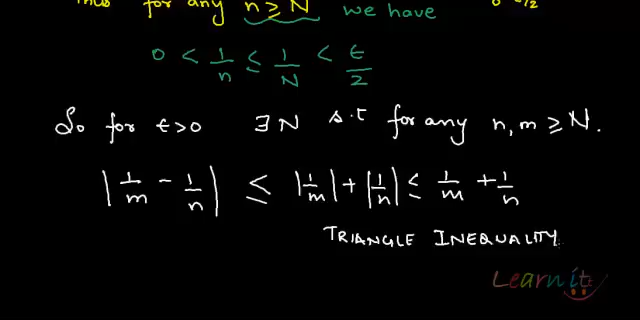 for any n ≥ N we have
0 < 1/n ≤ 1/N < ε/2
So for ε>0 ∃ N s.t for any n, m ≥ N.
|1/m - 1/n| ≤ |1/m| + |1/n| ≤ 1/m + 1/n
TRIANGLE INEQUALITY
Learnit